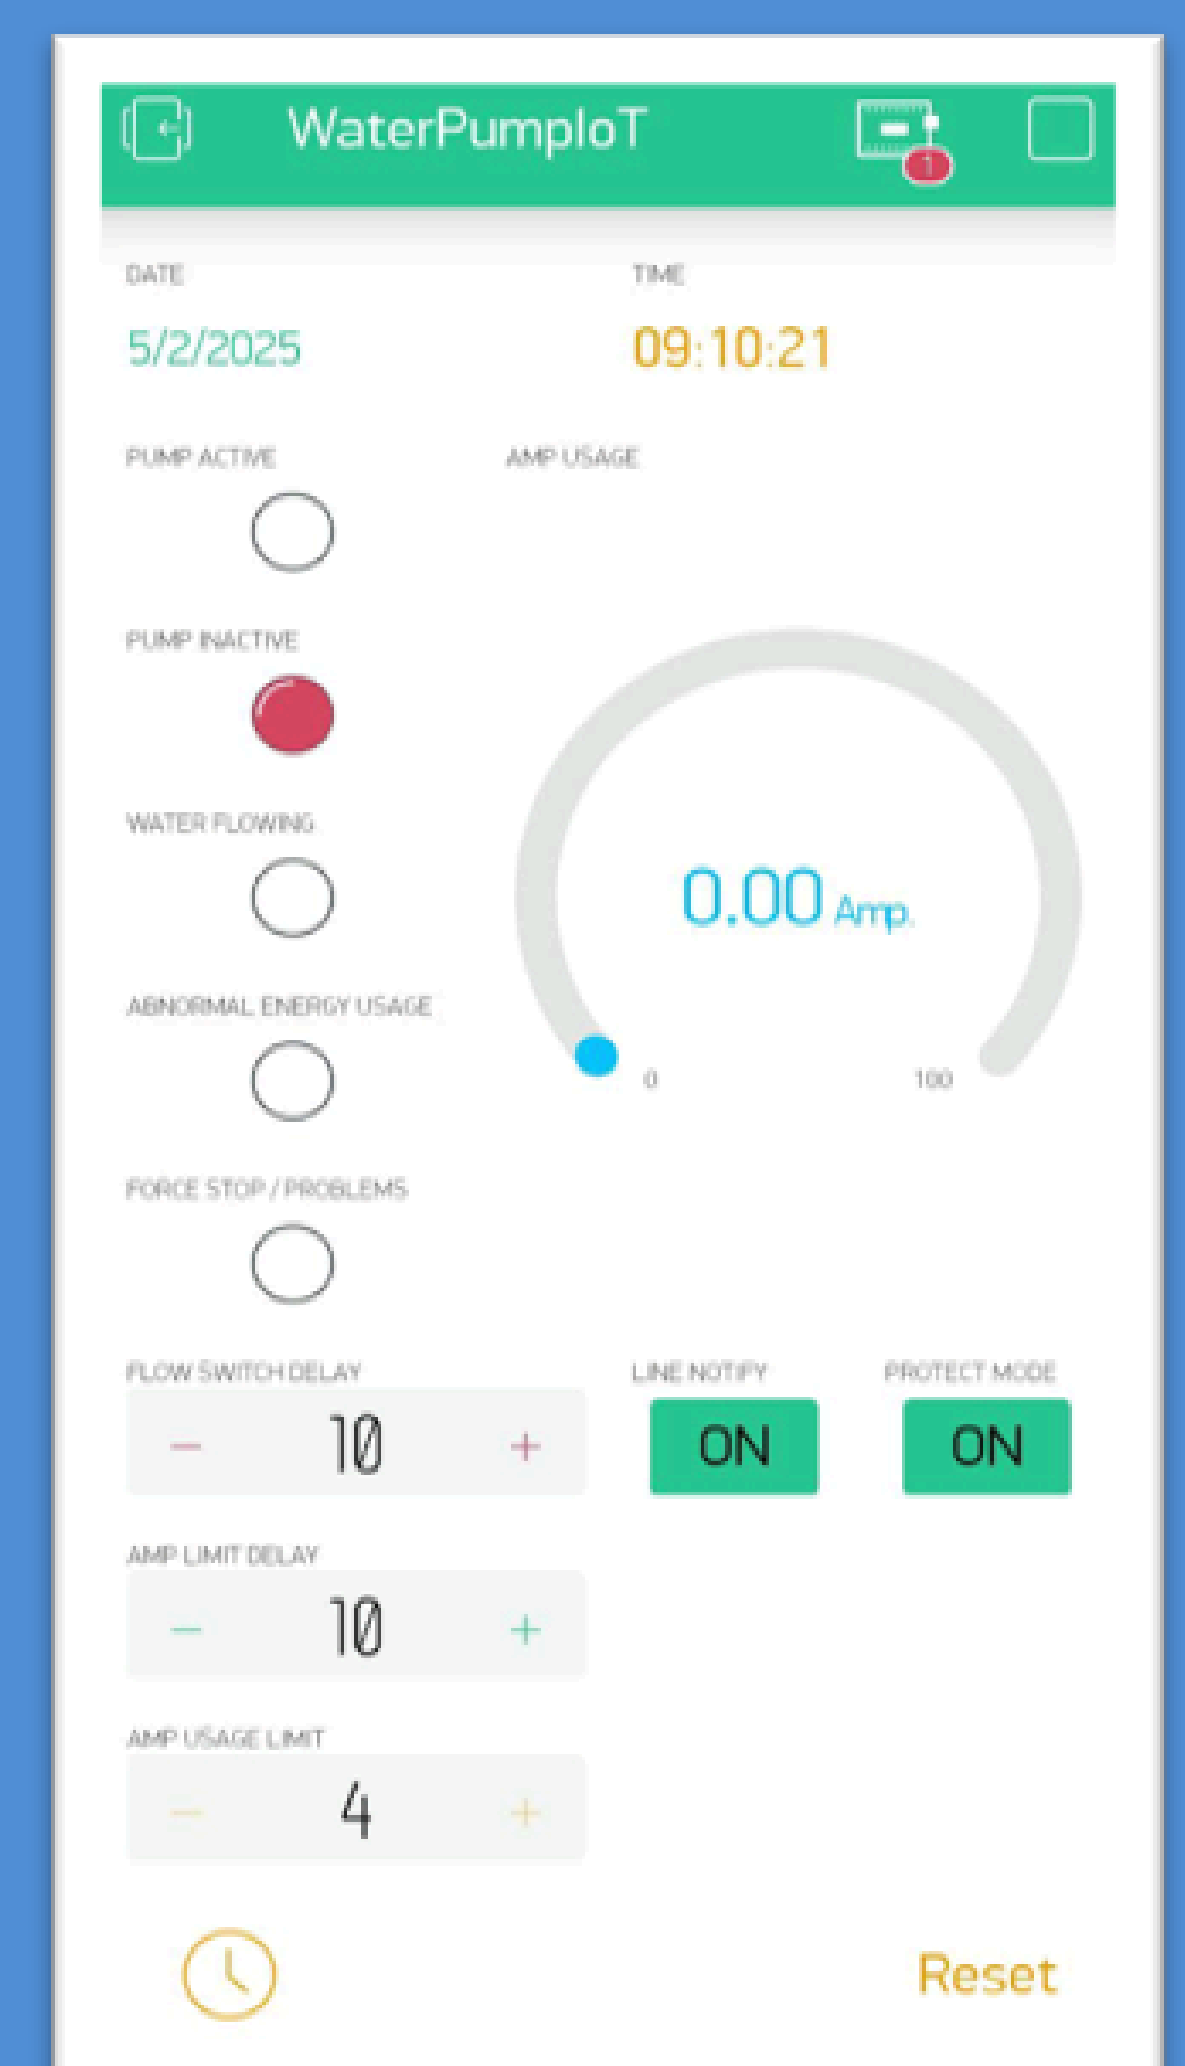 WaterPumpIoT
1
DATE
TIME
5/2/2025
09:10:21
PUMP ACTIVE
AMP USAGE
PUMP INACTIVE
WATER FLOWING
0.00 Amp.
ABNORMAL ENERGY USAGE
0
100
FORCE STOP / PROBLEMS
FLOW SWITCH DELAY
LINE NOTIFY
PROTECT MODE
− 10 +
ON
ON
AMP LIMIT DELAY
− 10 +
AMP USAGE LIMIT
− 4 +
Reset